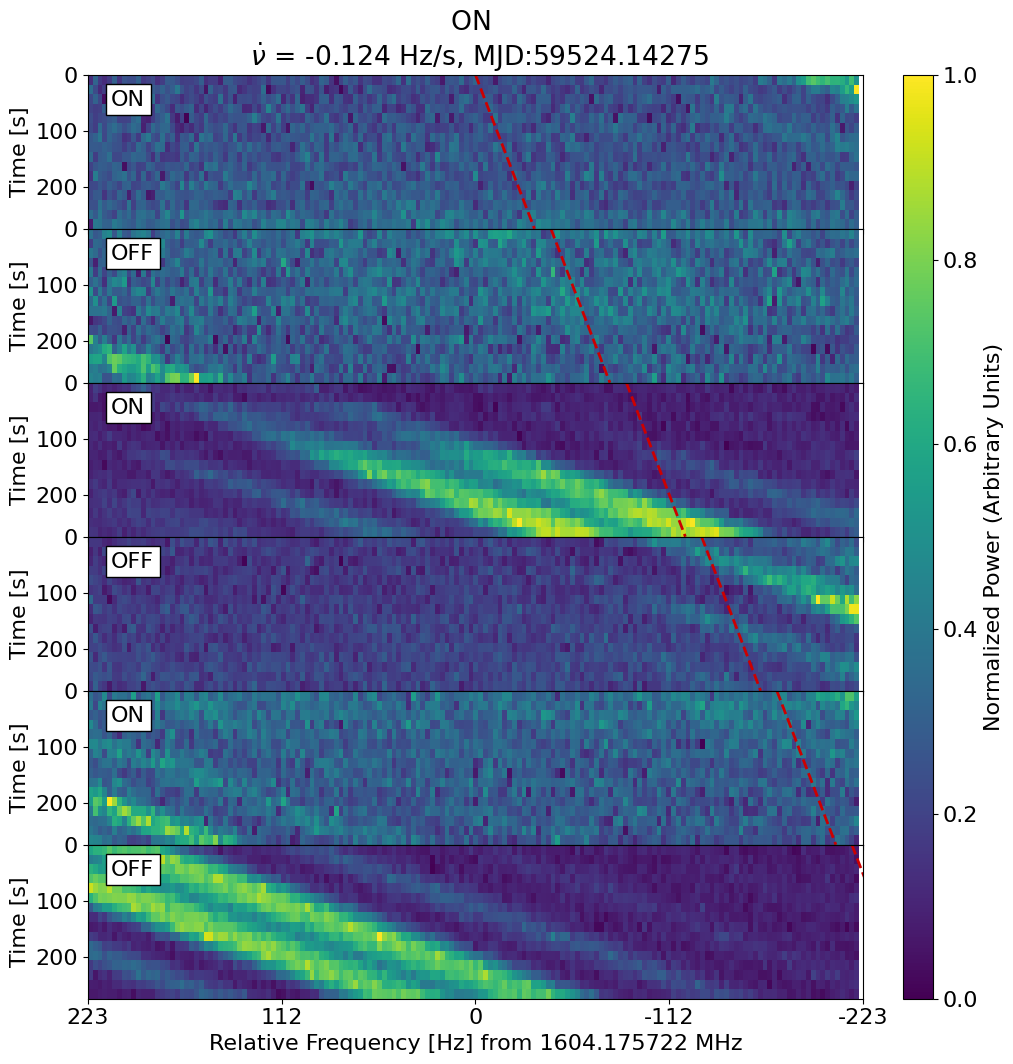 ON
ν̇ = -0.124 Hz/s, MJD:59524.14275
0
ON
100
Time [s]
200
0
OFF
100
Time [s]
200
0
ON
100
Time [s]
200
0
OFF
100
Time [s]
200
0
ON
100
Time [s]
200
0
OFF
100
Time [s]
200
223 112 0 -112 -223
Relative Frequency [Hz] from 1604.175722 MHz
1.0
0.8
0.6
0.4
0.2
0.0
Normalized Power (Arbitrary Units)